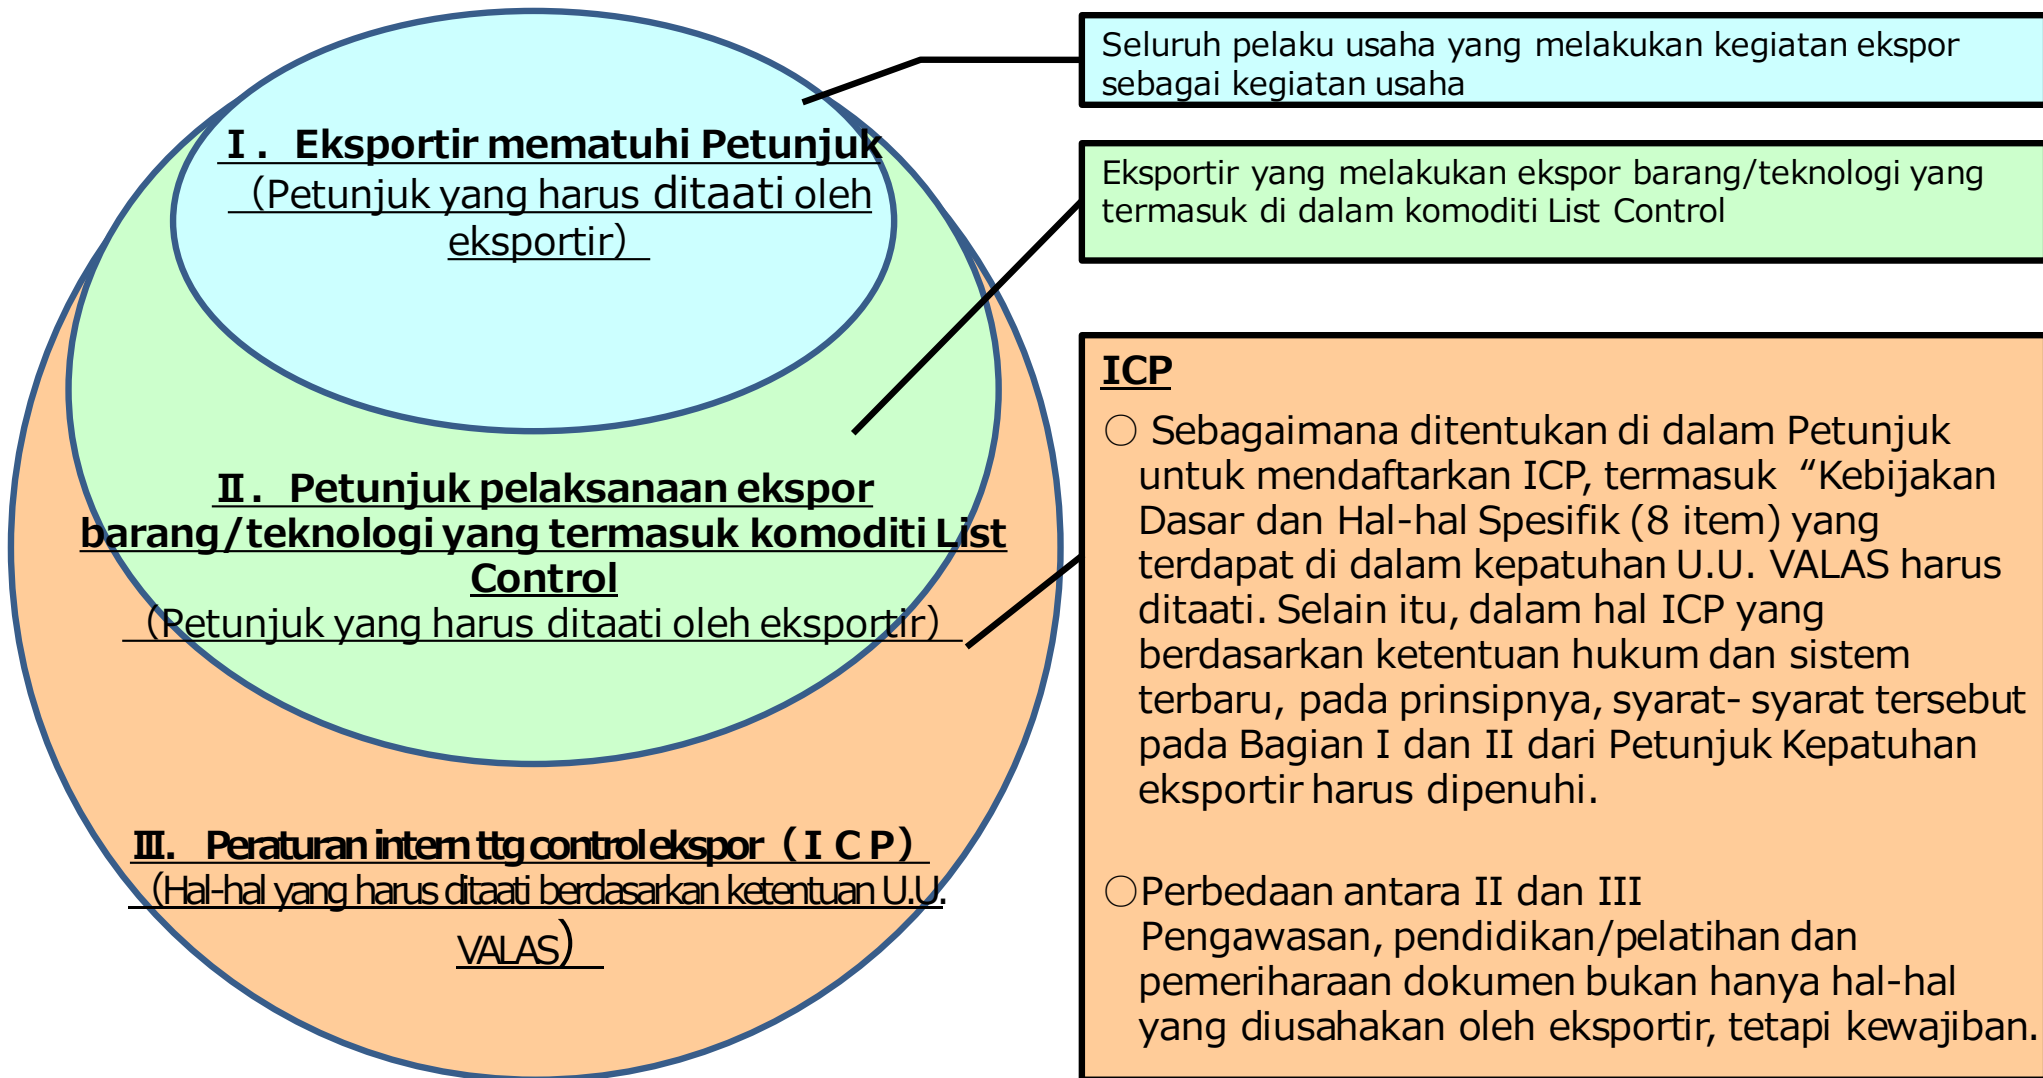 Ⅰ．Eksportir mematuhi Petunjuk
（Petunjuk yang harus ditaati oleh
eksportir）
Ⅱ．Petunjuk pelaksanaan ekspor
barang/teknologi yang termasuk komoditi List
Control
（Petunjuk yang harus ditaati oleh eksportir）
Ⅲ. Peraturan intern ttg control ekspor（ＩＣＰ）
（Hal-hal yang harus ditaati berdasarkan ketentuan U.U.
VALAS）
Seluruh pelaku usaha yang melakukan kegiatan ekspor
sebagai kegiatan usaha
Eksportir yang melakukan ekspor barang/teknologi yang
termasuk di dalam komoditi List Control
ICP
○ Sebagaimana ditentukan di dalam Petunjuk
untuk mendaftarkan ICP, termasuk “Kebijakan
Dasar dan Hal-hal Spesifik (8 item) yang
terdapat di dalam kepatuhan U.U. VALAS harus
ditaati. Selain itu, dalam hal ICP yang
berdasarkan ketentuan hukum dan sistem
terbaru, pada prinsipnya, syarat- syarat tersebut
pada Bagian I dan II dari Petunjuk Kepatuhan
eksportir harus dipenuhi.
○Perbedaan antara II dan III
Pengawasan, pendidikan/pelatihan dan
pemeriharaan dokumen bukan hanya hal-hal
yang diusahakan oleh eksportir, tetapi kewajiban.